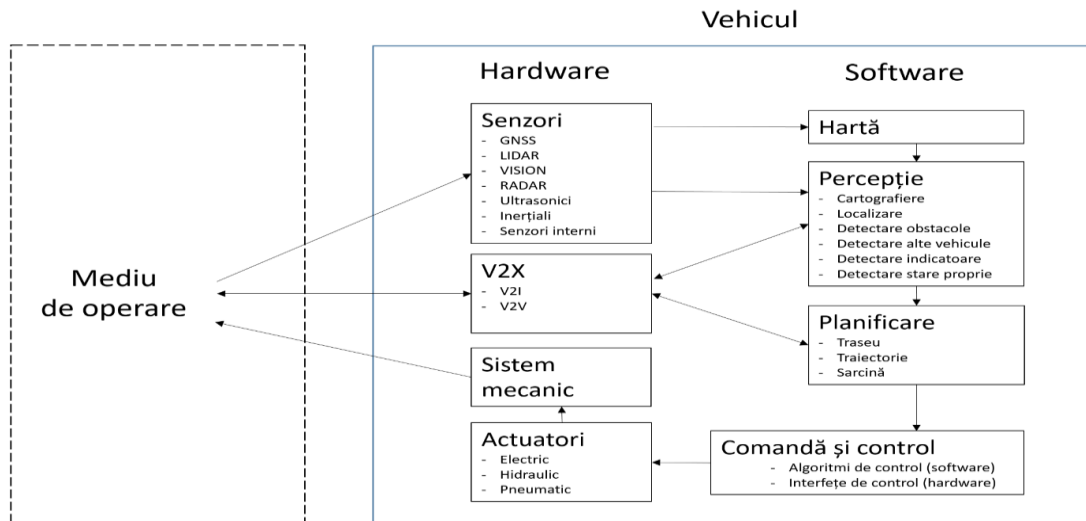 Vehicul
Mediu
de operare
Hardware
Senzori
- GNSS
- LIDAR
- VISION
- RADAR
- Ultrasonici
- Inerțiali
- Senzori interni
V2X
- V2I
- V2V
Sistem
mecanic
Actuatori
- Electric
- Hidraulic
- Pneumatic
Software
Hartă
Percepție
- Cartografiere
- Localizare
- Detectare obstacole
- Detectare alte vehicule
- Detectare indicatoare
- Detectare stare proprie
Planificare
- Traseu
- Traiectorie
- Sarcină
Comandă și control
- Algoritmi de control (software)
- Interfețe de control (hardware)